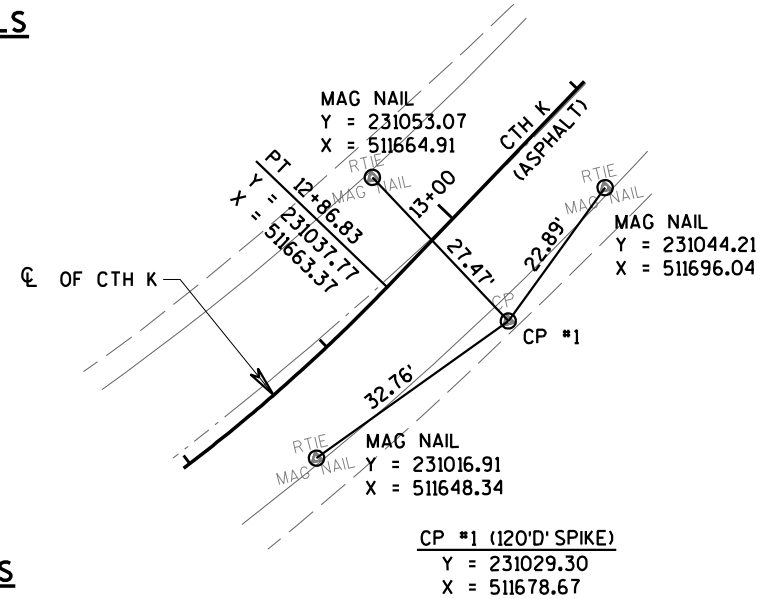 LS
MAG NAIL
Y = 231053.07
X = 511664.91
RTIE
MAG NAIL
CTH K
(ASPHALT)
PT 12+86.83
Y = 231037.77
X = 511663.37
13+00
RTIE
MAG NAIL
MAG NAIL
Y = 231044.21
X = 511696.04
27.47'
22.89'
℄ OF CTH K
CP
CP #1
32.76'
RTIE
MAG NAIL
MAG NAIL
Y = 231016.91
X = 511648.34
CP #1 (120'D' SPIKE)
Y = 231029.30
X = 511678.67
S